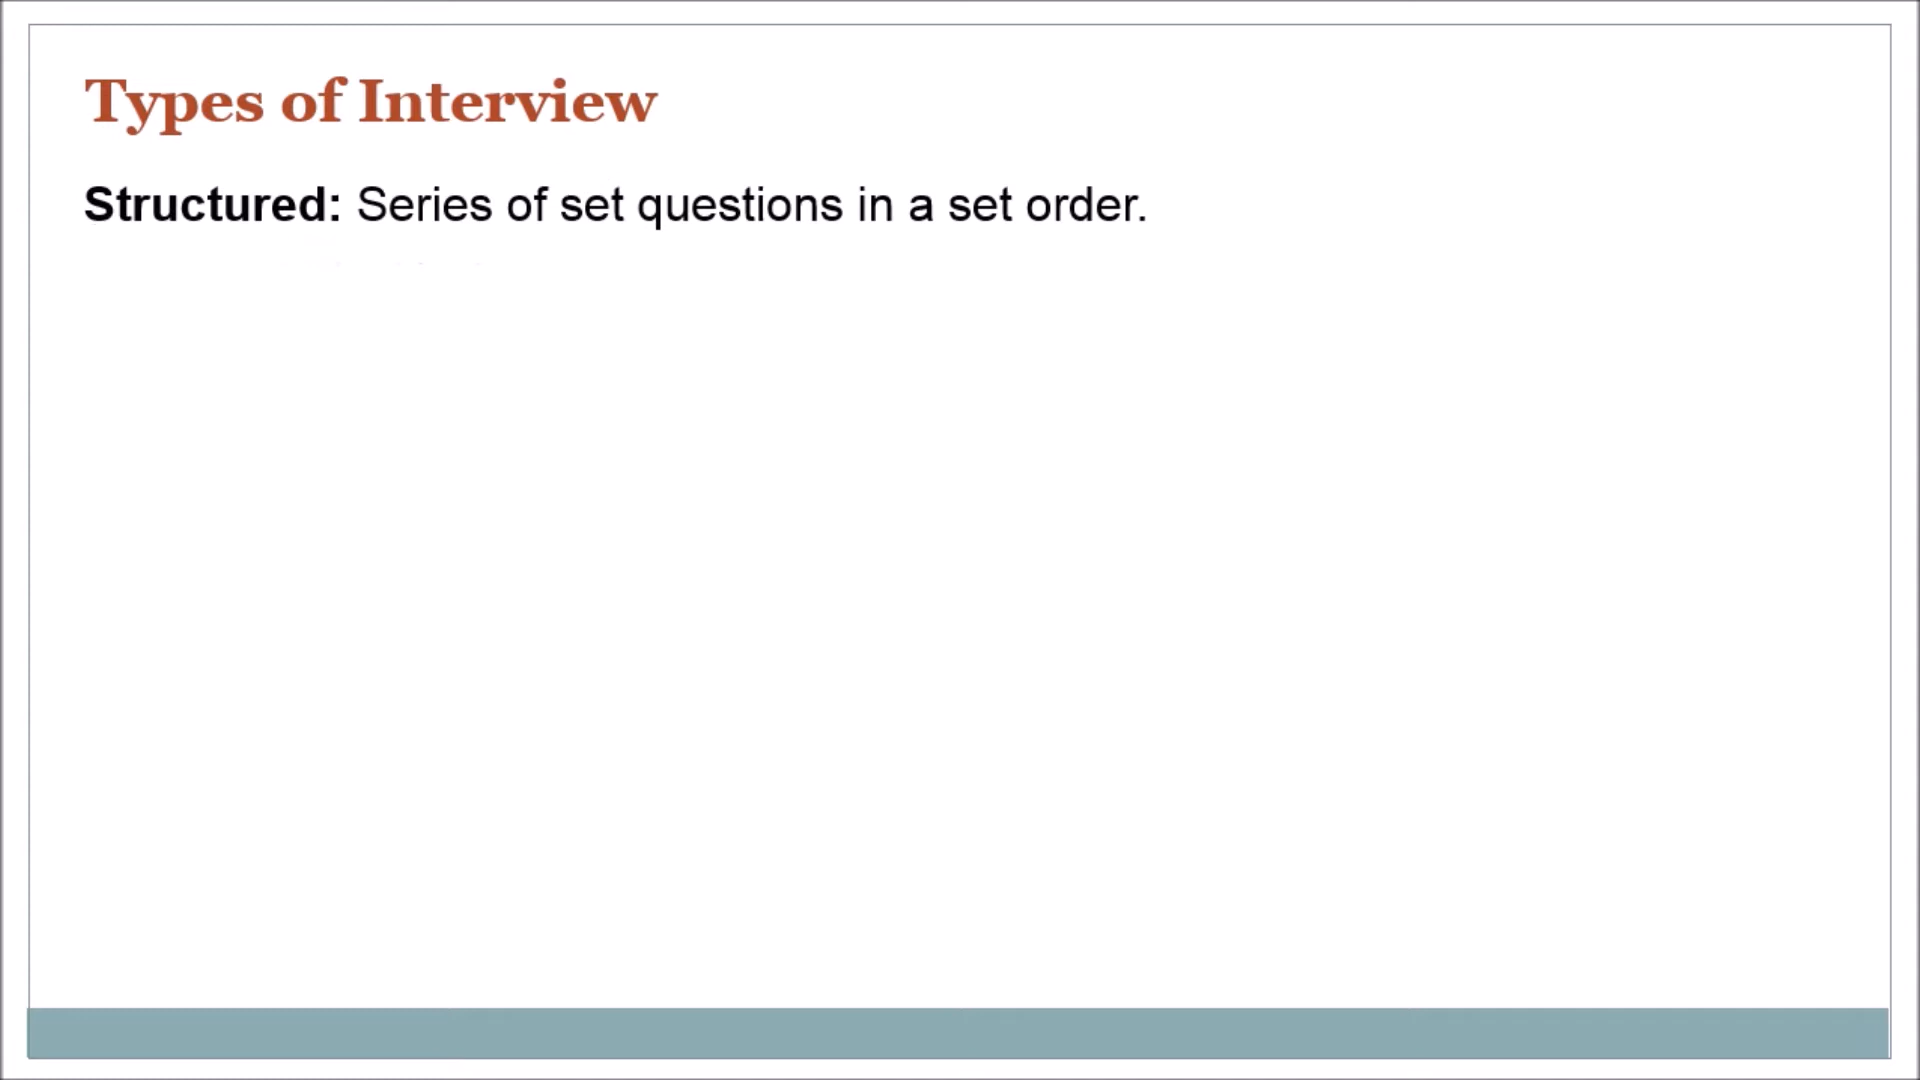 Types of Interview
Structured: Series of set questions in a set order.